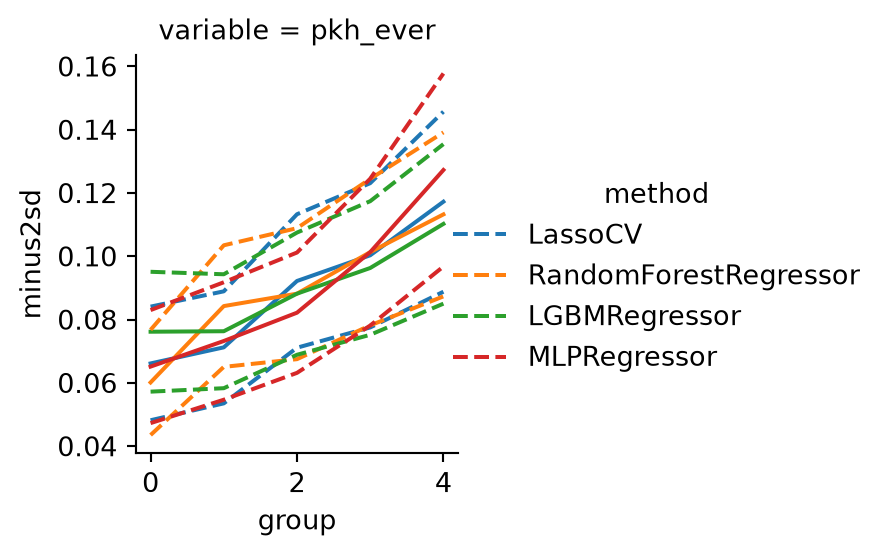 variable = pkh_ever
0.16
0.14
0.12
0.10
0.08
0.06
0.04
minus2sd
0
2
4
group
method
LassoCV
RandomForestRegressor
LGBMRegressor
MLPRegressor